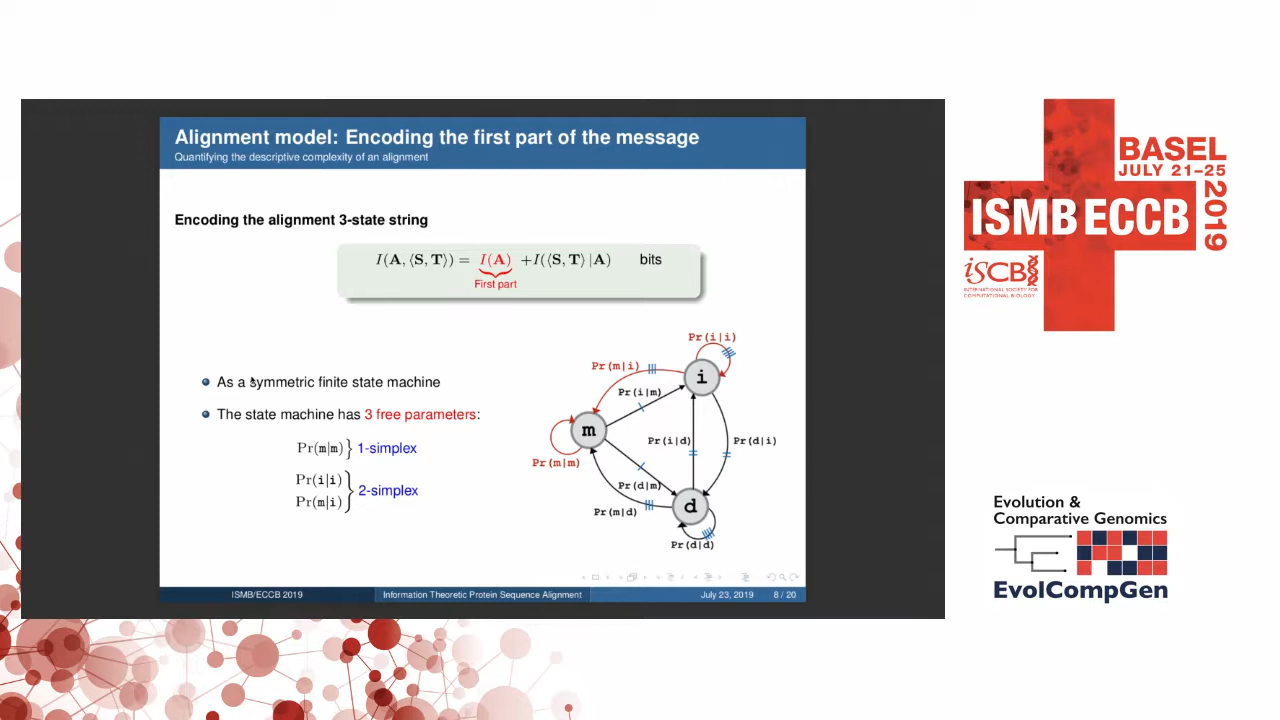 Alignment model: Encoding the first part of the message
Quantifying the descriptive complexity of an alignment
Encoding the alignment 3-state string
I(A, ⟨S, T⟩) = I(A) + I(⟨S, T⟩ |A) bits
First part
As a symmetric finite state machine
The state machine has 3 free parameters:
Pr(m|m) } 1-simplex
Pr(i|i)
Pr(m|i) } 2-simplex
Pr(i|i)
Pr(m|i)
i
Pr(i|m)
m
Pr(i|d)
Pr(d|i)
Pr(m|m)
Pr(d|m)
Pr(m|d)
d
Pr(d|d)
ISMB/ECCB 2019
Information Theoretic Protein Sequence Alignment
July 23, 2019
8 / 20
BASEL
JULY 21–25
2019
ISMB ECCB
ISCB
INTERNATIONAL SOCIETY FOR
COMPUTATIONAL BIOLOGY
Evolution &
Comparative Genomics
EvolCompGen